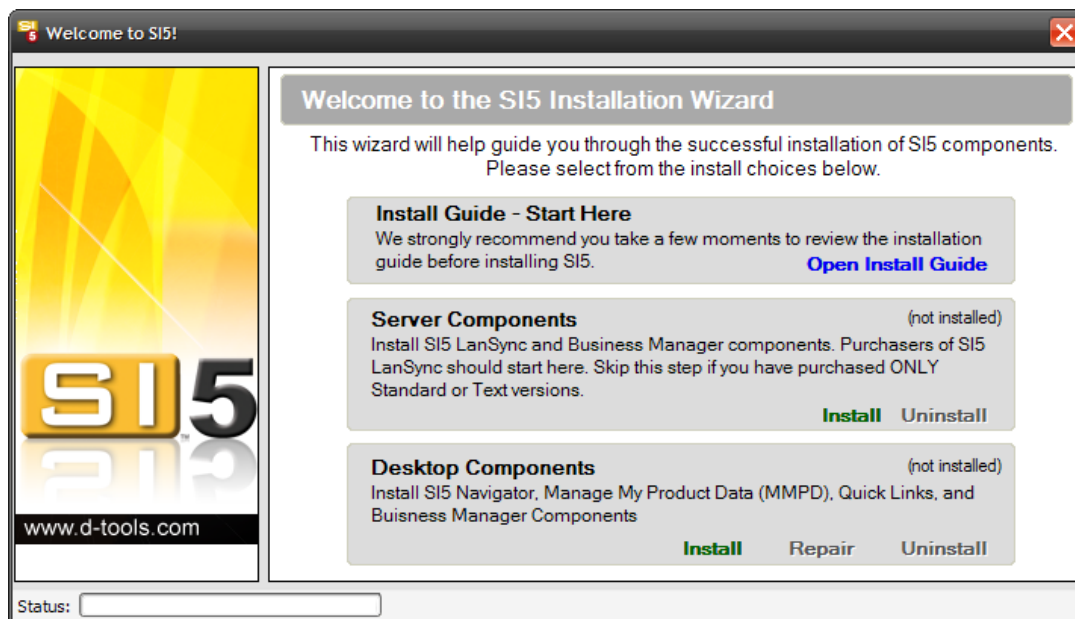 SI
5
Welcome to SI5!
Welcome to the SI5 Installation Wizard
This wizard will help guide you through the successful installation of SI5 components.
Please select from the install choices below.
Install Guide - Start Here
We strongly recommend you take a few moments to review the installation
guide before installing SI5.
Open Install Guide
Server Components
(not installed)
Install SI5 LanSync and Business Manager components. Purchasers of SI5
LanSync should start here. Skip this step if you have purchased ONLY
Standard or Text versions.
Install Uninstall
Desktop Components
(not installed)
Install SI5 Navigator, Manage My Product Data (MMPD), Quick Links, and
Buisness Manager Components
Install Repair Uninstall
SI5™
www.d-tools.com
Status: